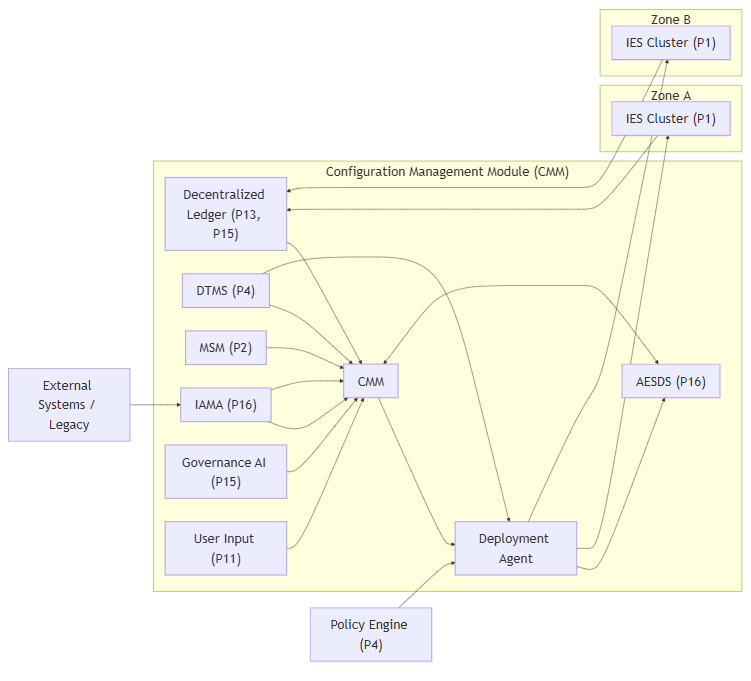 Zone B
IES Cluster (P1)
Zone A
IES Cluster (P1)
Configuration Management Module (CMM)
Decentralized
Ledger (P13,
P15)
DTMS (P4)
MSM (P2)
CMM
AESDS (P16)
External
Systems /
Legacy
IAMA (P16)
Governance AI
(P15)
User Input
(P11)
Deployment
Agent
Policy Engine
(P4)